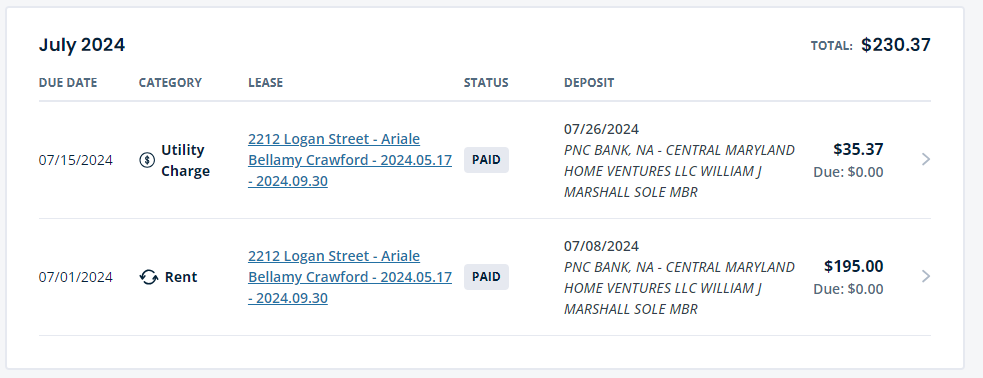 July 2024
TOTAL: $230.37
DUE DATE CATEGORY LEASE STATUS DEPOSIT
07/15/2024
Utility
Charge
2212 Logan Street - Ariale
Bellamy Crawford - 2024.05.17
- 2024.09.30
PAID
07/26/2024
PNC BANK, NA - CENTRAL MARYLAND
HOME VENTURES LLC WILLIAM J
MARSHALL SOLE MBR
$35.37
Due: $0.00
07/01/2024
Rent
2212 Logan Street - Ariale
Bellamy Crawford - 2024.05.17
- 2024.09.30
PAID
07/08/2024
PNC BANK, NA - CENTRAL MARYLAND
HOME VENTURES LLC WILLIAM J
MARSHALL SOLE MBR
$195.00
Due: $0.00